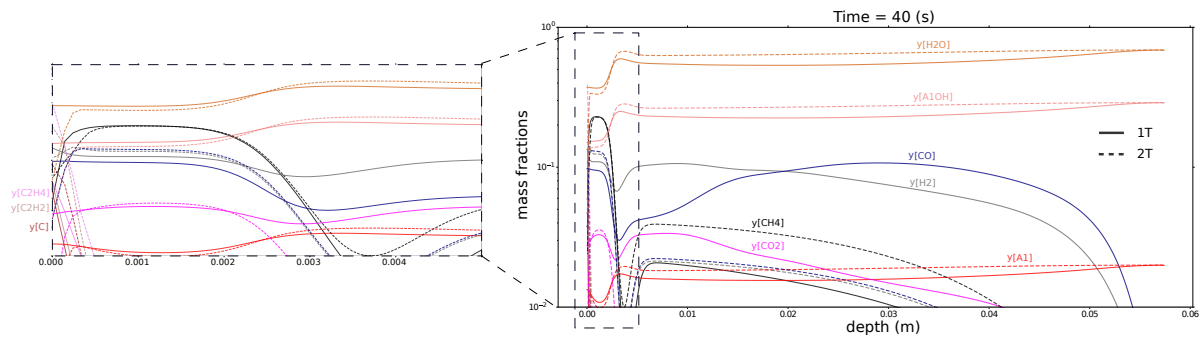 Time = 40 (s)
10⁰
y[H2O]
y[A1OH]
1T
2T
mass fractions
10⁻¹
y[CO]
y[H2]
y[C2H4]
y[C2H2]
y[C]
y[CH4]
y[CO2]
y[A1]
10⁻²
0.000 0.001 0.002 0.003 0.004
0.00 0.01 0.02 0.03 0.04 0.05 0.06
depth (m)